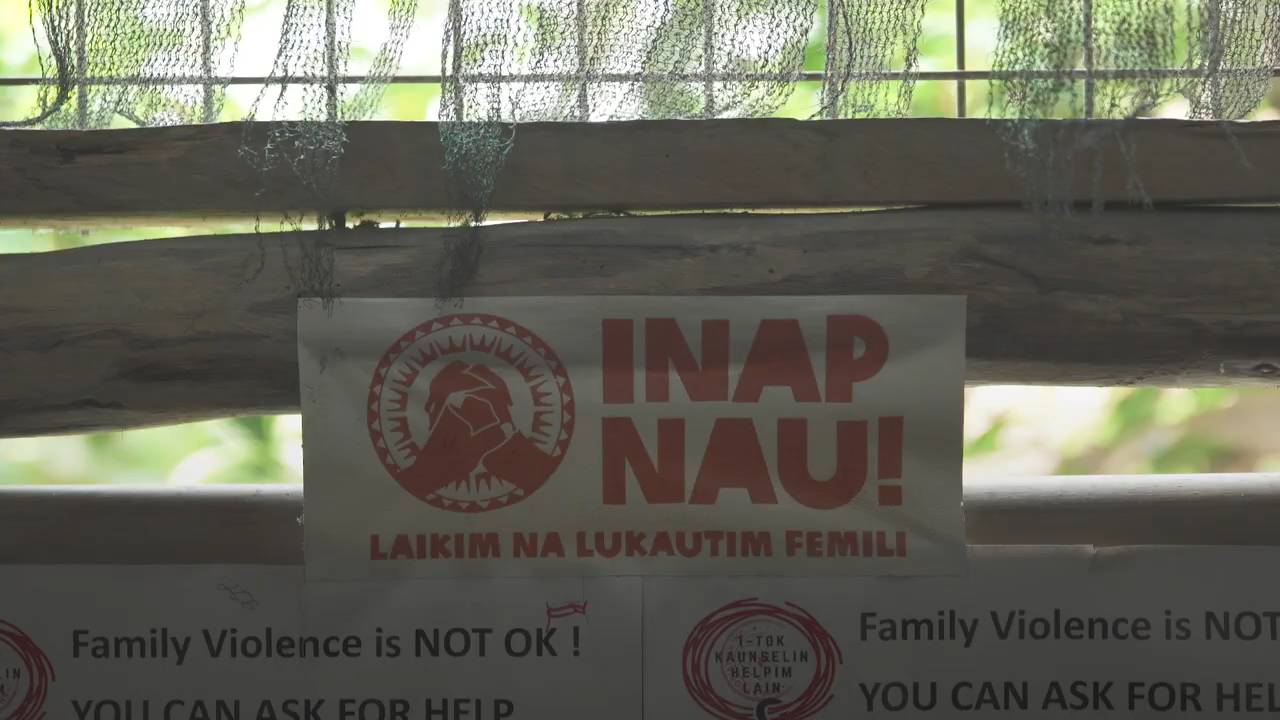 INAP
NAU!
LAIKIM NA LUKAUTIM FEMILI
Family Violence is NOT OK !
YOU CAN ASK FOR HELP
1-TOK
KAUNSELIN
HELPIM
LAIN
Family Violence is NOT
YOU CAN ASK FOR HEL